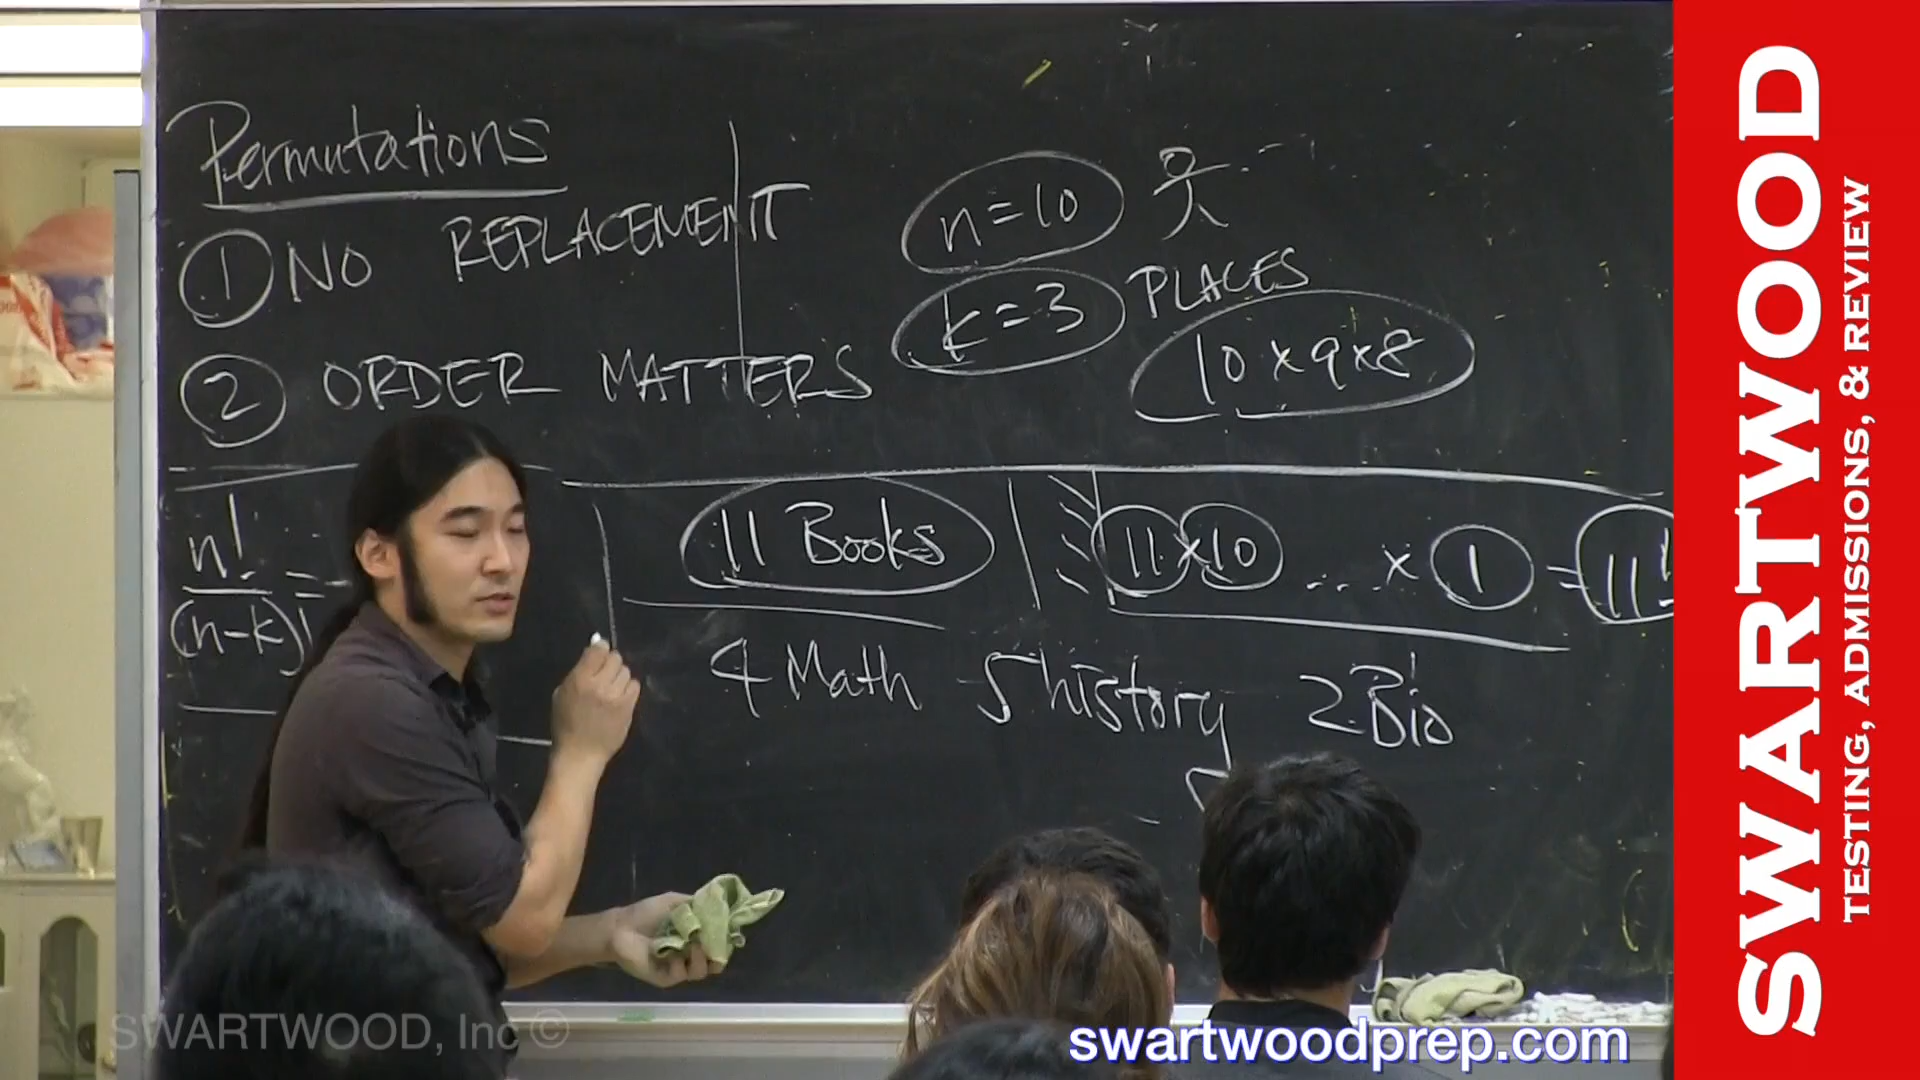 Permutations
① NO REPLACEMENT
② ORDER MATTERS
n=10
k=3 PLACES
10 x 9 x 8
n!
(n-k)!
=
11 Books
11 x 10 ... x 1 = 11!
4 Math 5 history 2 Bio
SWARTWOOD
TESTING, ADMISSIONS, & REVIEW
SWARTWOOD, Inc ©
swartwoodprep.com